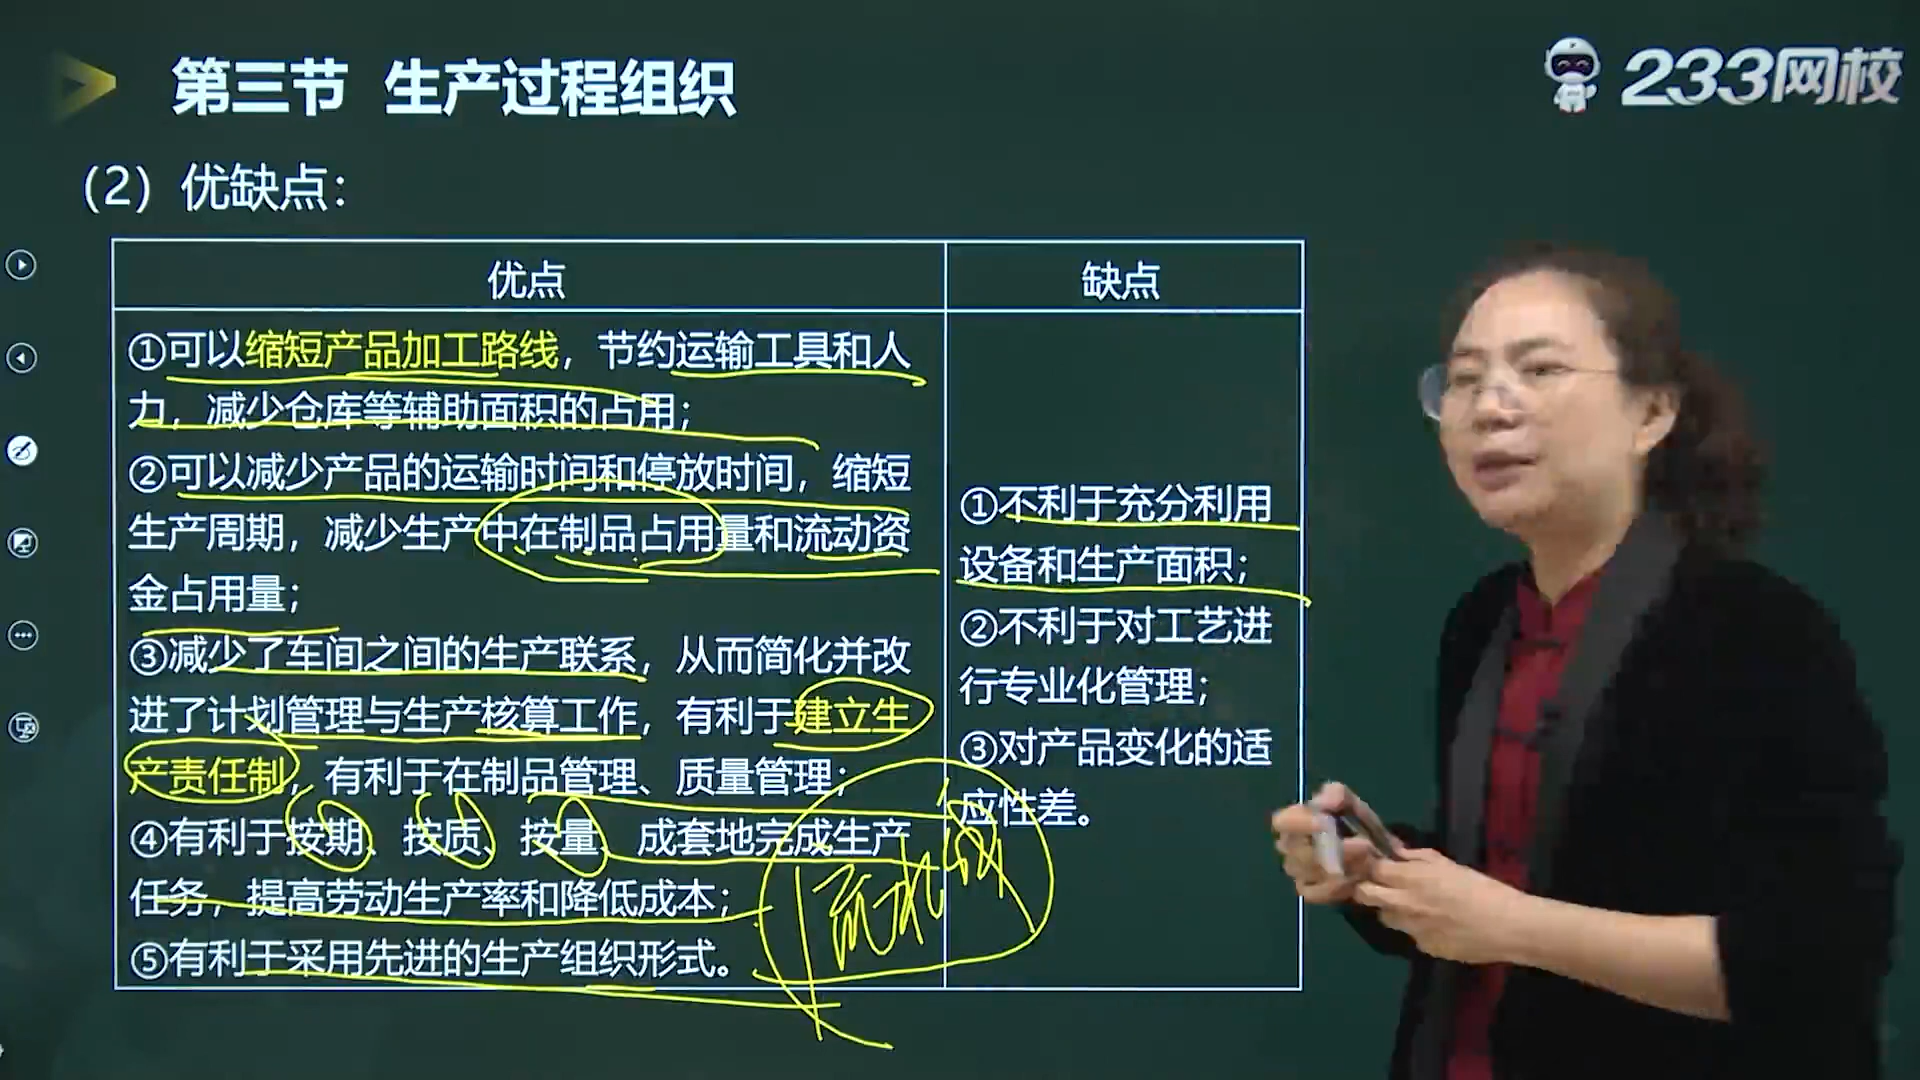 第三节 生产过程组织
233网校
(2) 优缺点：
优点
缺点
①可以缩短产品加工路线，节约运输工具和人
力，减少仓库等辅助面积的占用；
②可以减少产品的运输时间和停放时间，缩短
生产周期，减少生产中在制品占用量和流动资
金占用量；
③减少了车间之间的生产联系，从而简化并改
进了计划管理与生产核算工作，有利于建立生
产责任制，有利于在制品管理、质量管理；
④有利于按期、按质、按量、成套地完成生产
任务，提高劳动生产率和降低成本；
⑤有利于采用先进的生产组织形式。
①不利于充分利用
设备和生产面积；
②不利于对工艺进
行专业化管理；
③对产品变化的适
应性差。
流水线